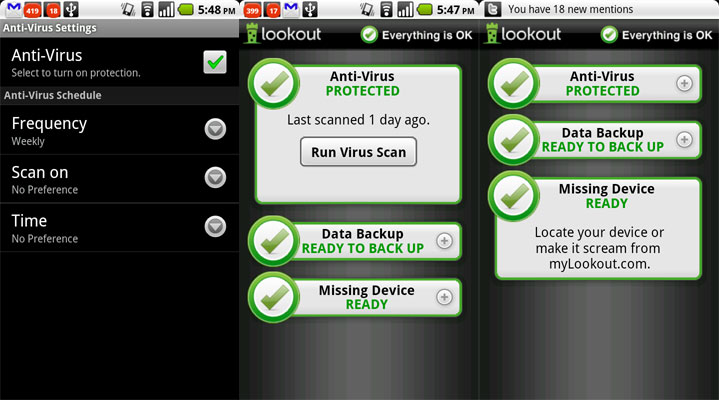 419 18 5:48 PM
Anti-Virus Settings
Anti-Virus
Select to turn on protection.
Anti-Virus Schedule
Frequency
Weekly
Scan on
No Preference
Time
No Preference
399 17 5:47 PM
lookout Everything is OK
Anti-Virus
PROTECTED
Last scanned 1 day ago.
Run Virus Scan
Data Backup
READY TO BACK UP
Missing Device
READY
You have 18 new mentions
lookout Everything is OK
Anti-Virus
PROTECTED
Data Backup
READY TO BACK UP
Missing Device
READY
Locate your device or
make it scream from
myLookout.com.